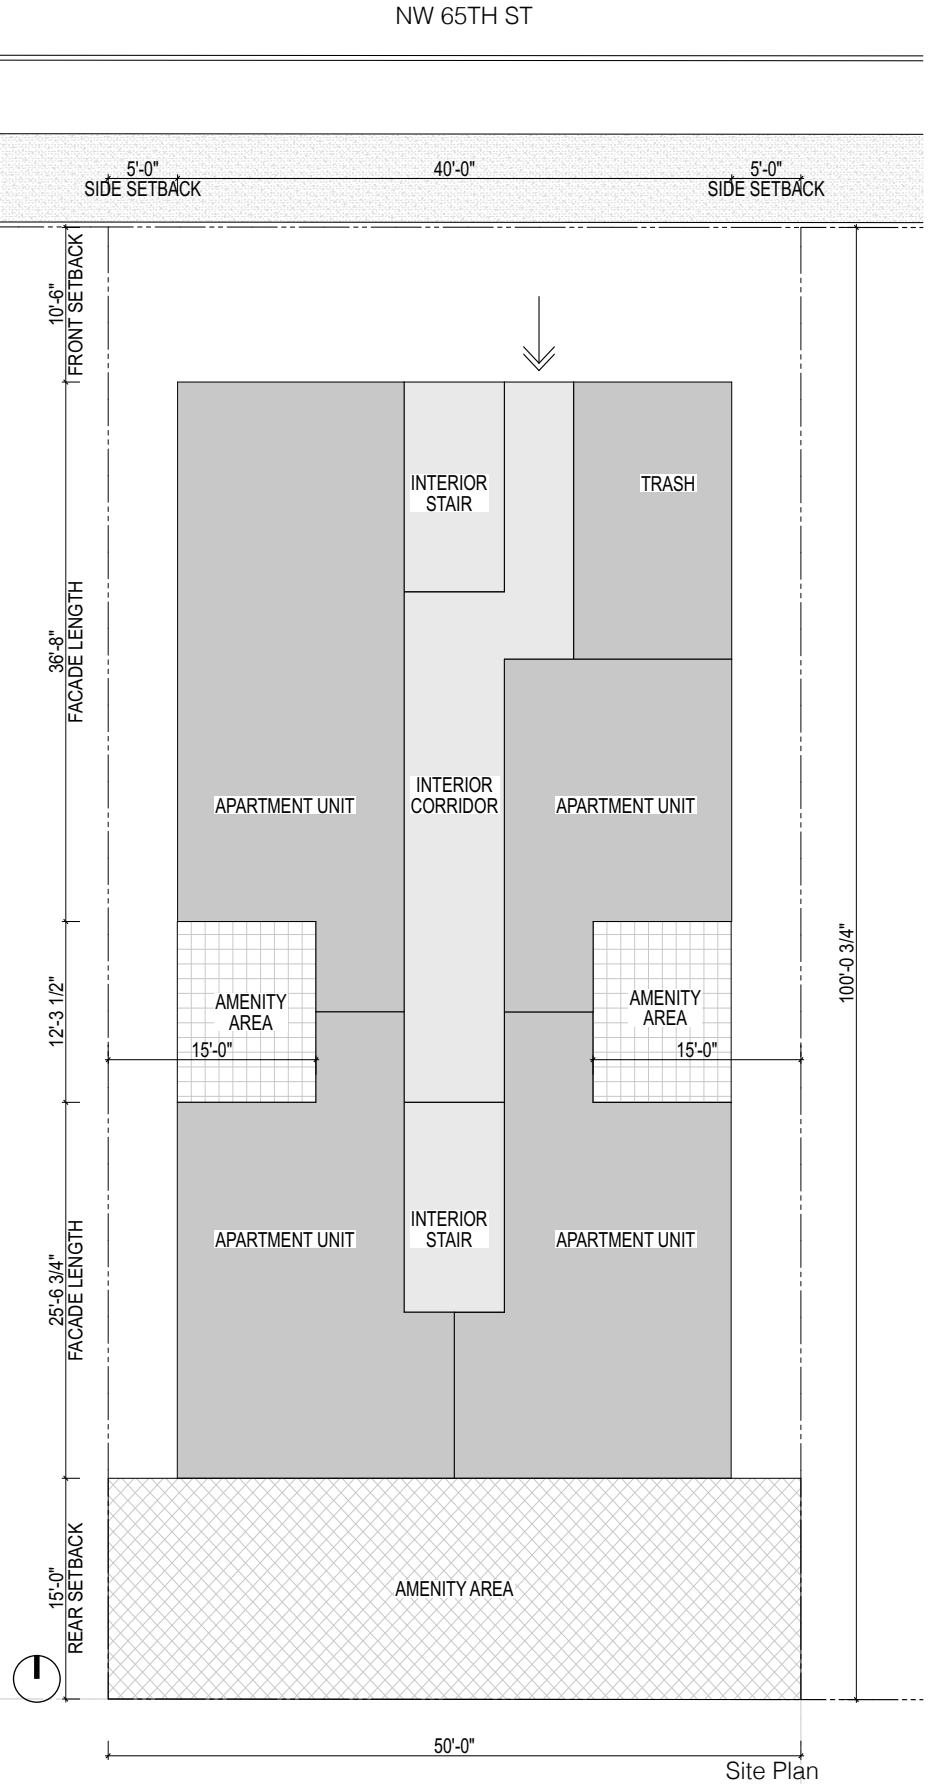 NW 65TH ST
5'-0"
40'-0"
5'-0"
SIDE SETBACK
SIDE SETBACK
10'-6"
FRONT SETBACK
INTERIOR
STAIR
TRASH
36'-8"
FACADE LENGTH
APARTMENT UNIT
INTERIOR
CORRIDOR
APARTMENT UNIT
100'-0 3/4"
12'-3 1/2"
AMENITY
AREA
AMENITY
AREA
15'-0"
15'-0"
25'-6 3/4"
FACADE LENGTH
APARTMENT UNIT
INTERIOR
STAIR
APARTMENT UNIT
15'-0"
REAR SETBACK
AMENITY AREA
50'-0"
Site Plan